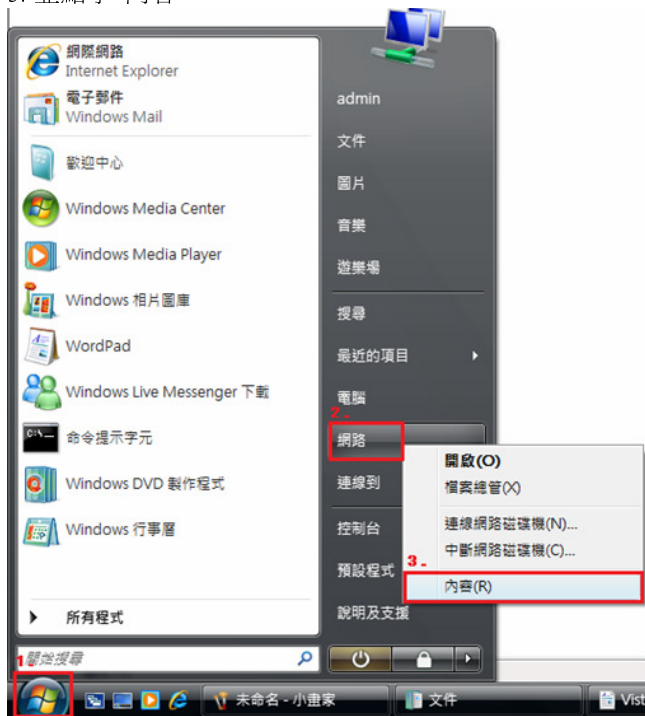 網際網路
Internet Explorer
電子郵件
Windows Mail
歡迎中心
Windows Media Center
Windows Media Player
Windows 相片圖庫
WordPad
Windows Live Messenger 下載
命令提示字元
Windows DVD 製作程式
Windows 行事曆
所有程式
1.
開始搜尋
admin
文件
圖片
音樂
遊樂場
搜尋
最近的項目
電腦
2.
網路
連線到
控制台
預設程式
說明及支援
開啟(O)
檔案總管(X)
連線網路磁碟機(N)...
中斷網路磁碟機(C)...
3.
內容(R)
未命名 - 小畫家
文件
Vist